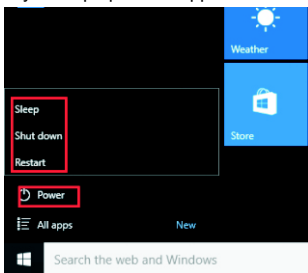 Weather
Sleep
Shut down
Restart
Store
Power
All apps New
Search the web and Windows